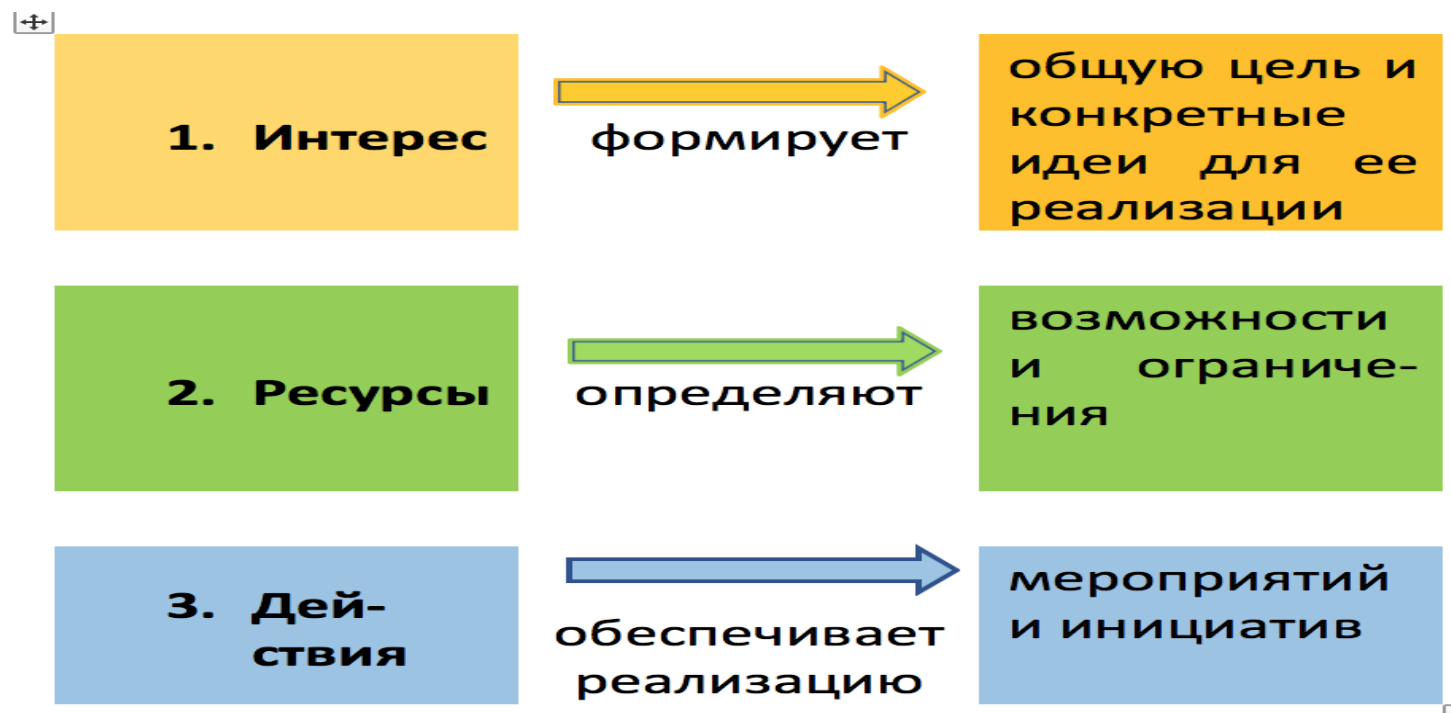 1. Интерес
формирует
общую цель и
конкретные
идеи для ее
реализации
2. Ресурсы
определяют
возможности
и ограниче-
ния
3. Дей-
ствия
обеспечивает
реализацию
мероприятий
и инициатив